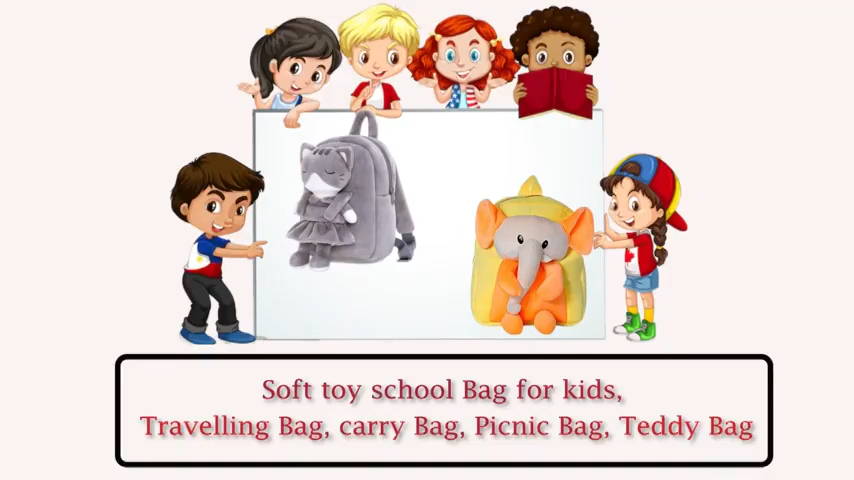 Soft toy school Bag for kids,
Travelling Bag, carry Bag, Picnic Bag, Teddy Bag